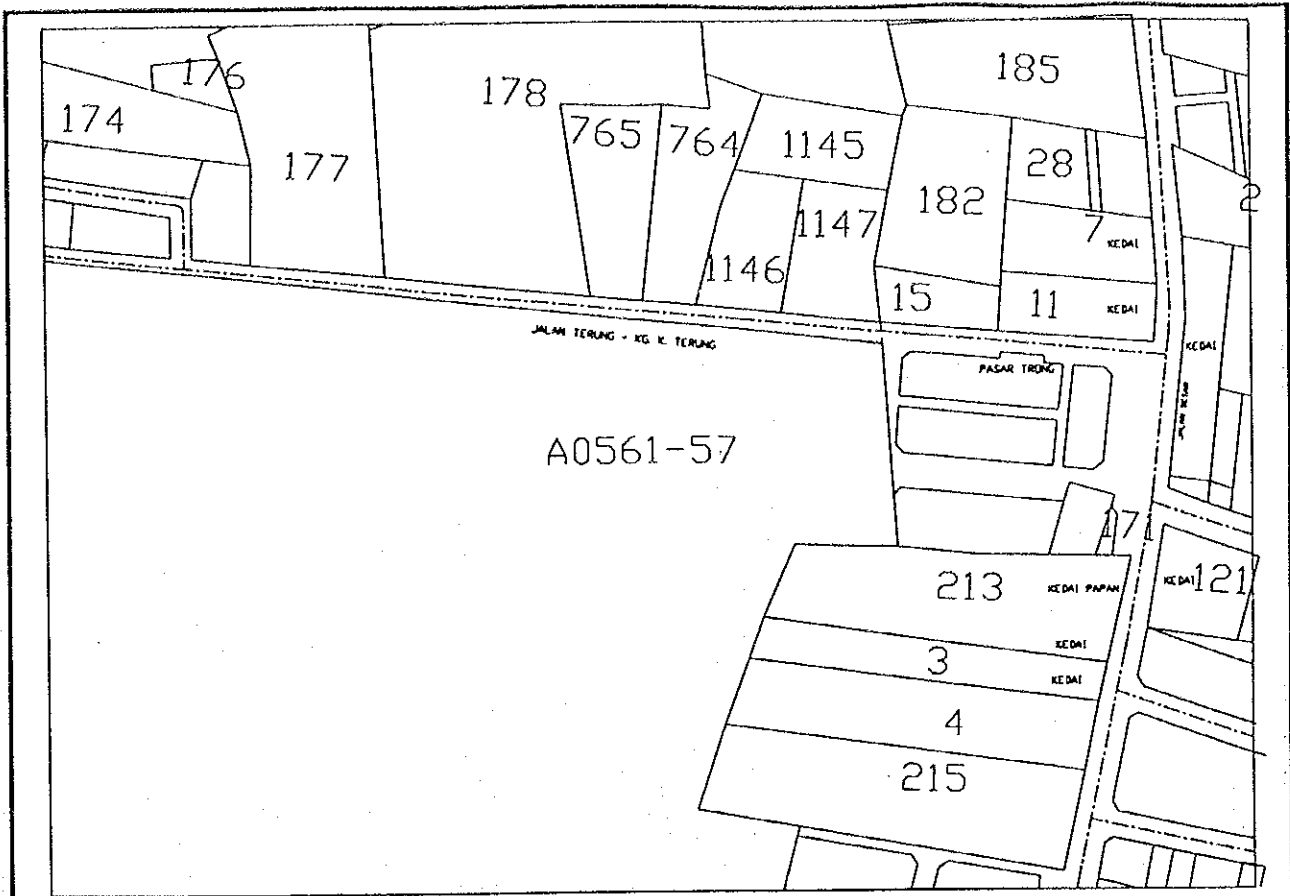 185
176
178
174
765
764
1145
28
177
182
2
1147
7
KEDAI
1146
15
11
KEDAI
JALAN TERUNG - KG. K. TERUNG
KEDAI
PASAR TRONG
JALAN BESAR
A0561-57
171
213
KEDAI PAPAN
KEDAI
121
KEDAI
3
KEDAI
4
215